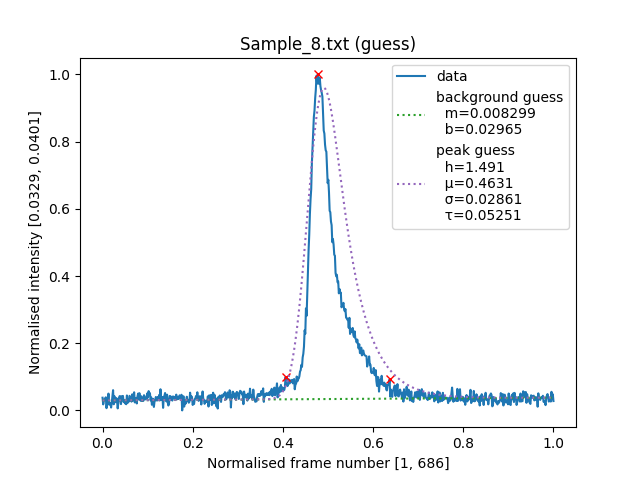 Sample_8.txt (guess)
Normalised intensity [0.0329, 0.0401]
1.0
0.8
0.6
0.4
0.2
0.0
data
background guess
m=0.008299
b=0.02965
peak guess
h=1.491
μ=0.4631
σ=0.02861
τ=0.05251
0.0 0.2 0.4 0.6 0.8 1.0
Normalised frame number [1, 686]